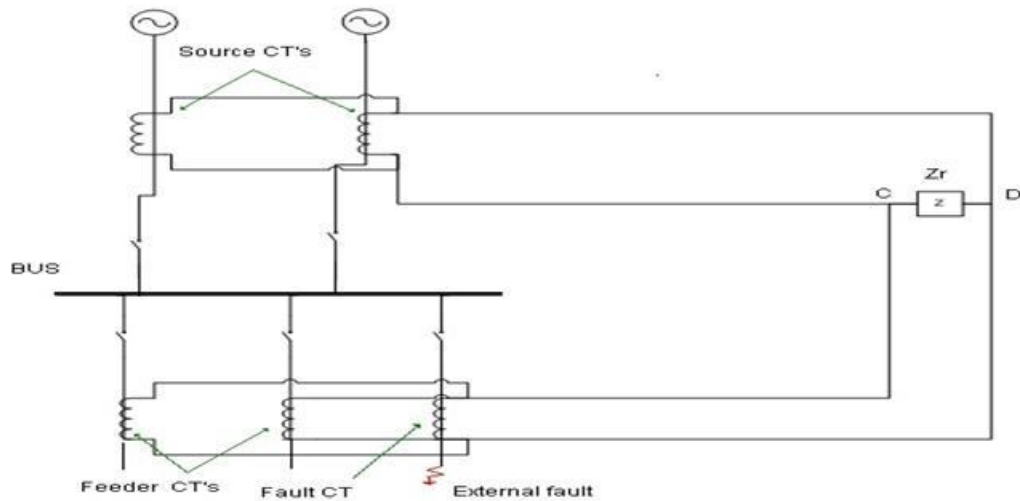 Source CT's
Zr
C
z
D
BUS
Feeder CT's
Fault CT
External fault